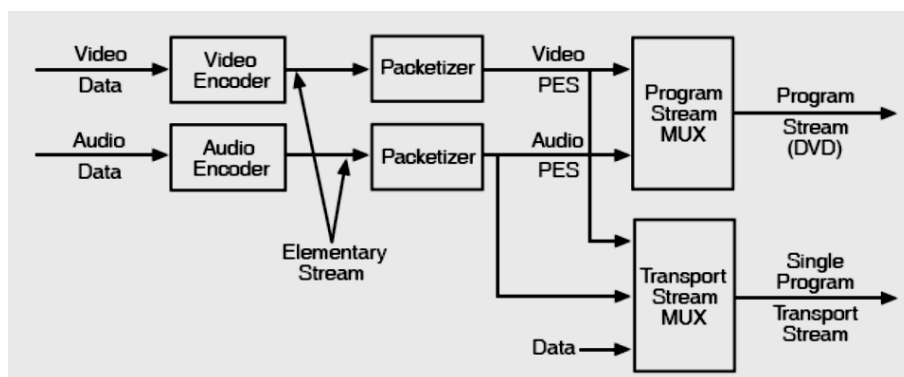 Video
Data
Video
Encoder
Packetizer
Video
PES
Program
Stream
MUX
Program
Stream
(DVD)
Audio
Data
Audio
Encoder
Packetizer
Audio
PES
Elementary
Stream
Transport
Stream
MUX
Single
Program
Transport
Stream
Data